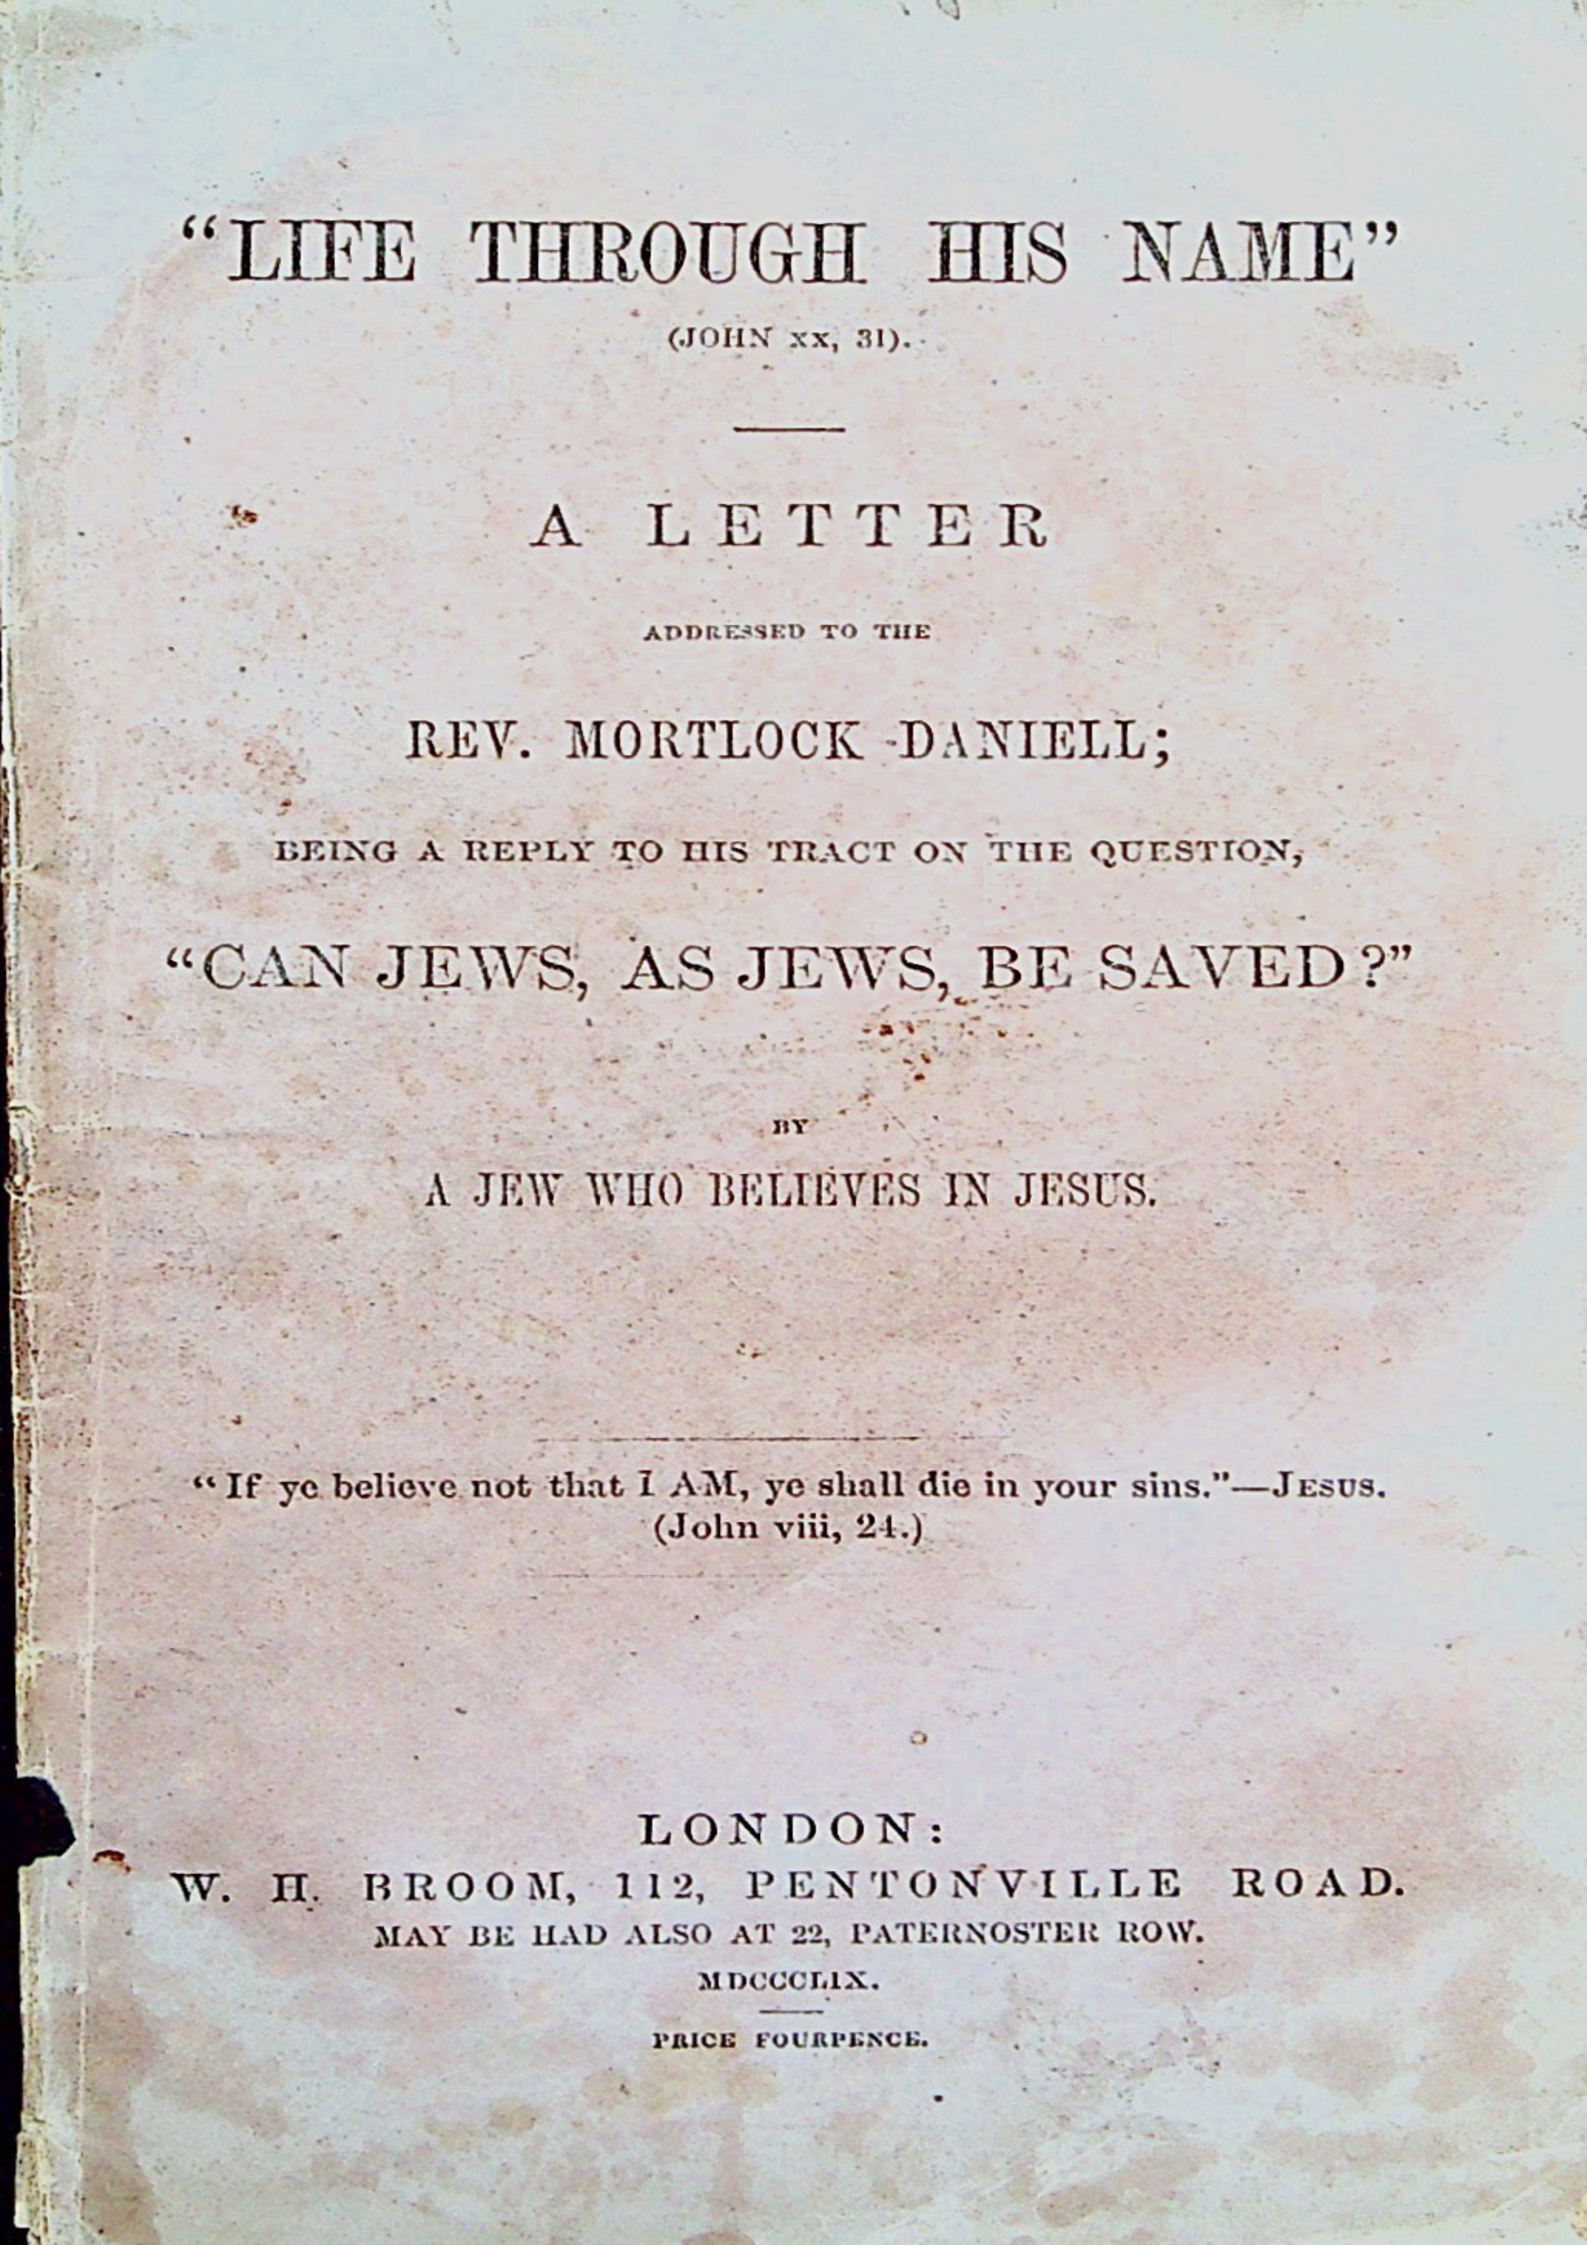 “LIFE THROUGH HIS NAME”
(JOHN xx, 31).
A LETTER
ADDRESSED TO THE
REV. MORTLOCK DANIELL;
BEING A REPLY TO HIS TRACT ON THE QUESTION,
“CAN JEWS, AS JEWS, BE SAVED?”
BY
A JEW WHO BELIEVES IN JESUS.
“If ye believe not that I AM, ye shall die in your sins.”—JESUS.
(John viii, 24.)
LONDON:
W. H. BROOM, 112, PENTONVILLE ROAD.
MAY BE HAD ALSO AT 22, PATERNOSTER ROW.
MDCCCLIX.
PRICE FOURPENCE.